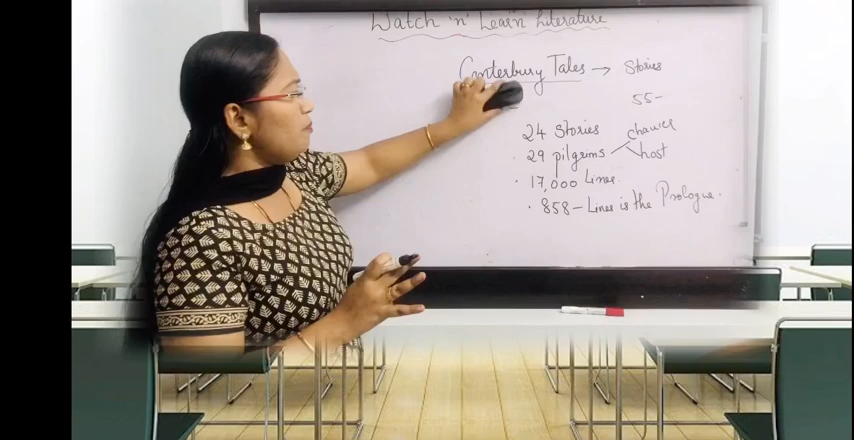 Watch 'n' Learn Literature
Canterbury Tales → Stories
55-
24 Stories
· 29 pilgrims chaucer
host
· 17,000 Lines
· 858 - Lines is the Prologue.